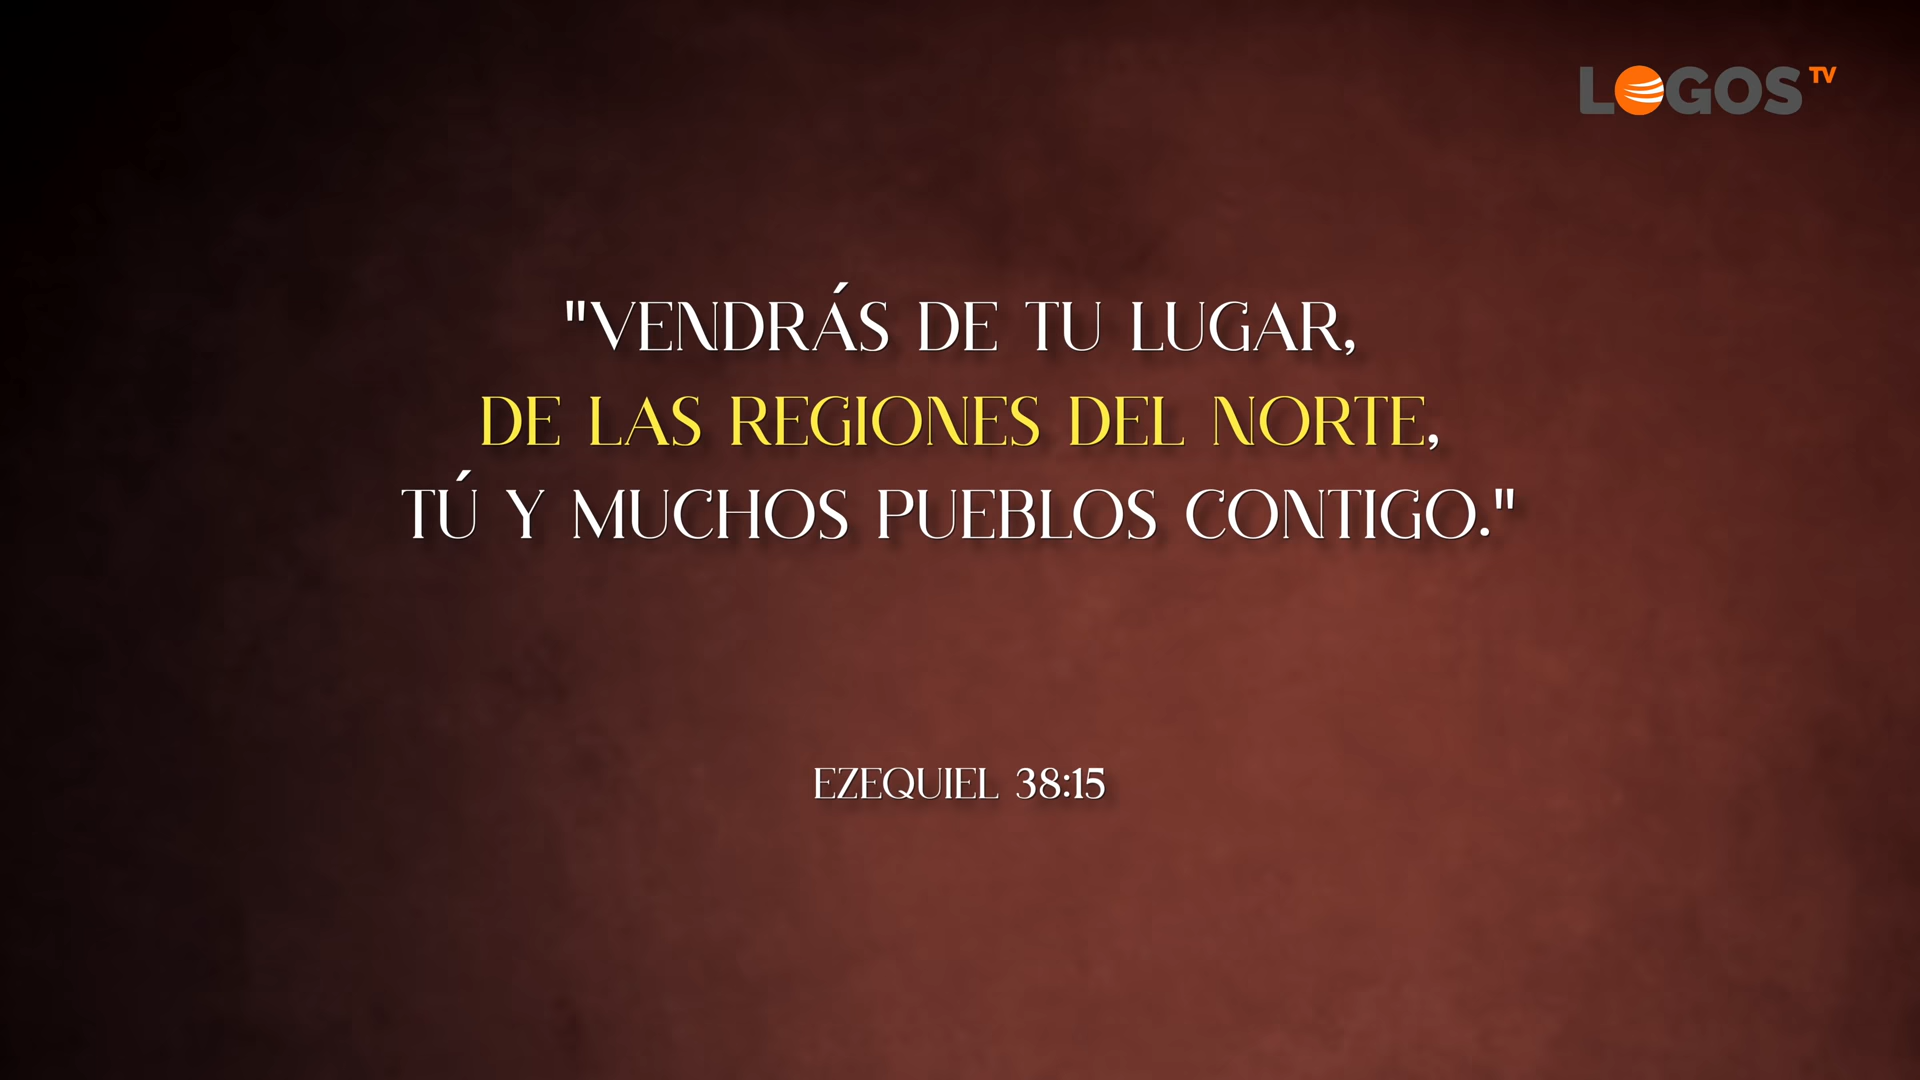 LOGOS TV
"VENDRÁS DE TU LUGAR,
DE LAS REGIONES DEL NORTE,
TÚ Y MUCHOS PUEBLOS CONTIGO."
EZEQUIEL 38:15